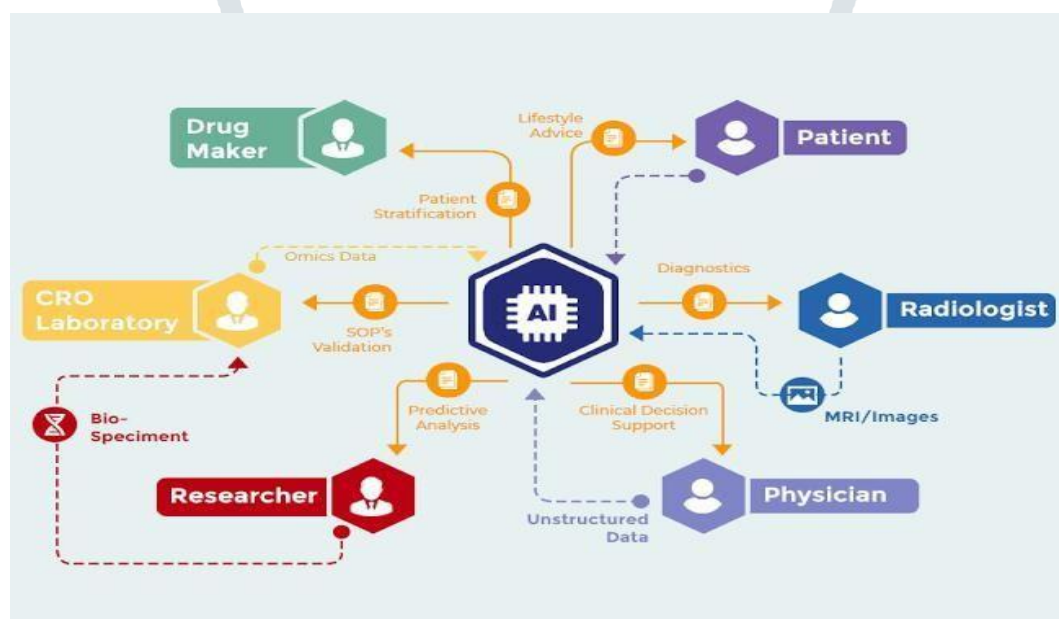 Drug
Maker
Lifestyle
Advice
Patient
Patient
Stratification
Omics Data
Diagnostics
CRO
Laboratory
AI
Radiologist
SOP's
Validation
Predictive
Analysis
Clinical Decision
Support
MRI/Images
Bio-
Speciment
Researcher
Physician
Unstructured
Data